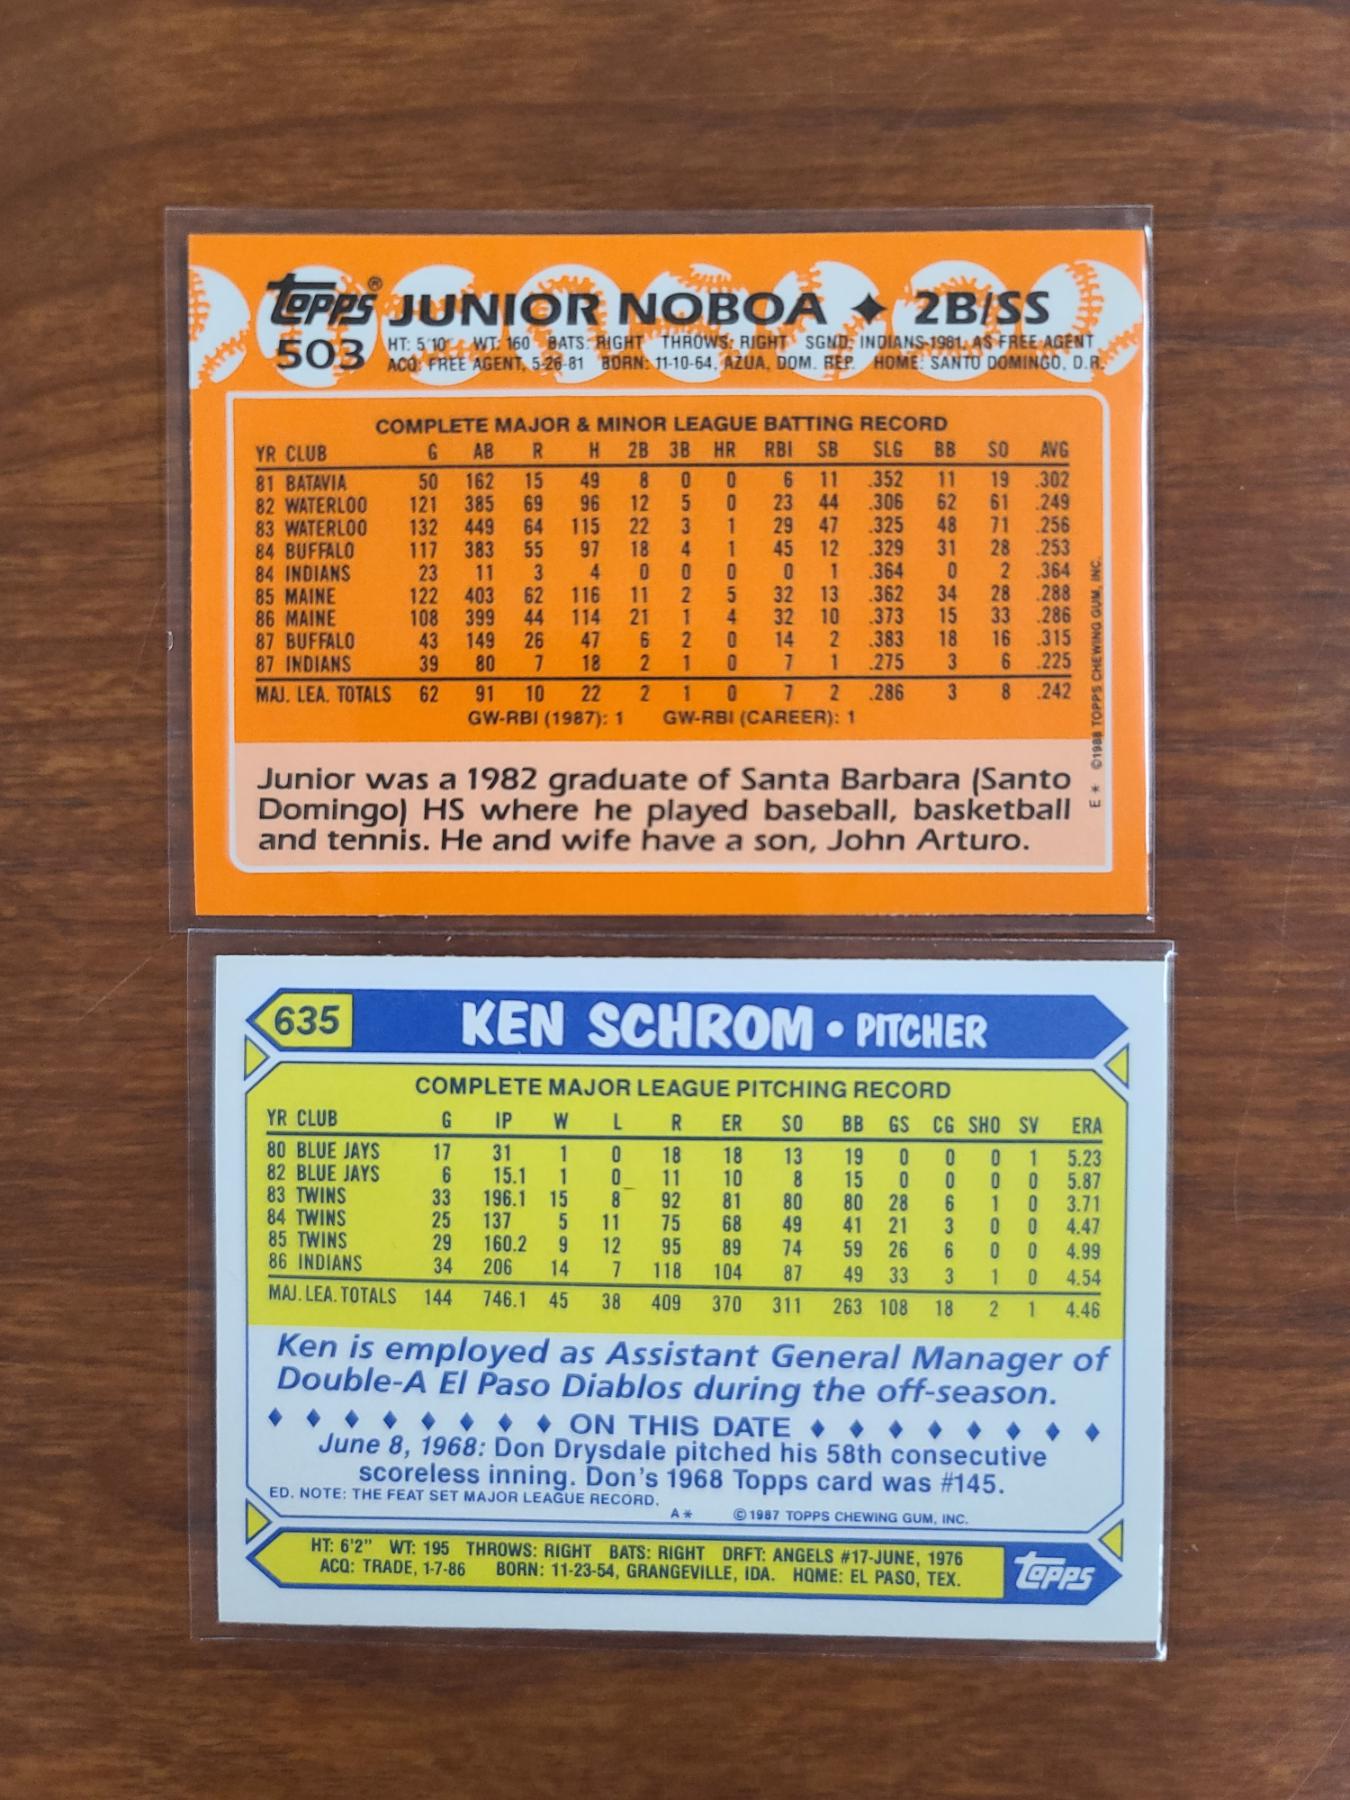 Topps® JUNIOR NOBOA ♦ 2B/SS
503 HT: 5'10 WT: 160 BATS: RIGHT THROWS: RIGHT SGND: INDIANS-1981, AS FREE AGENT
ACQ: FREE AGENT, 5-26-81 BORN: 11-10-64, AZUA, DOM. REP. HOME: SANTO DOMINGO, D.R.
COMPLETE MAJOR & MINOR LEAGUE BATTING RECORD
YR CLUB G AB R H 2B 3B HR RBI SB SLG BB SO AVG
81 BATAVIA 50 162 15 49 8 0 0 6 11 .352 11 19 .302
82 WATERLOO 121 385 69 96 12 5 0 23 44 .306 62 61 .249
83 WATERLOO 132 449 64 115 22 3 1 29 47 .325 48 71 .256
84 BUFFALO 117 383 55 97 18 4 1 45 12 .329 31 28 .253
84 INDIANS 23 11 3 4 0 0 0 0 1 .364 0 2 .364
85 MAINE 122 403 62 116 11 2 5 32 13 .362 34 28 .288
86 MAINE 108 399 44 114 21 1 4 32 10 .373 15 33 .286
87 BUFFALO 43 149 26 47 6 2 0 14 2 .383 18 16 .315
87 INDIANS 39 80 7 18 2 1 0 7 1 .275 3 6 .225
MAJ. LEA. TOTALS 62 91 10 22 2 1 0 7 2 .286 3 8 .242
GW-RBI (1987): 1 GW-RBI (CAREER): 1
Junior was a 1982 graduate of Santa Barbara (Santo
Domingo) HS where he played baseball, basketball
and tennis. He and wife have a son, John Arturo.
E* ©1988 TOPPS CHEWING GUM, INC.
635 KEN SCHROM • PITCHER
COMPLETE MAJOR LEAGUE PITCHING RECORD
YR CLUB G IP W L R ER SO BB GS CG SHO SV ERA
80 BLUE JAYS 17 31 1 0 18 18 13 19 0 0 0 1 5.23
82 BLUE JAYS 6 15.1 1 0 11 10 8 15 0 0 0 0 5.87
83 TWINS 33 196.1 15 8 92 81 80 80 28 6 1 0 3.71
84 TWINS 25 137 5 11 75 68 49 41 21 3 0 0 4.47
85 TWINS 29 160.2 9 12 95 89 74 59 26 6 0 0 4.99
86 INDIANS 34 206 14 7 118 104 87 49 33 3 1 0 4.54
MAJ. LEA. TOTALS 144 746.1 45 38 409 370 311 263 108 18 2 1 4.46
Ken is employed as Assistant General Manager of
Double-A El Paso Diablos during the off-season.
♦ ♦ ♦ ♦ ♦ ♦ ♦ ♦ ON THIS DATE ♦ ♦ ♦ ♦ ♦ ♦ ♦ ♦
June 8, 1968: Don Drysdale pitched his 58th consecutive
scoreless inning. Don's 1968 Topps card was #145.
ED. NOTE: THE FEAT SET MAJOR LEAGUE RECORD.
A* ©1987 TOPPS CHEWING GUM, INC.
HT: 6'2" WT: 195 THROWS: RIGHT BATS: RIGHT DRFT: ANGELS #17-JUNE, 1976
ACQ: TRADE, 1-7-86 BORN: 11-23-54, GRANGEVILLE, IDA. HOME: EL PASO, TEX.
Topps